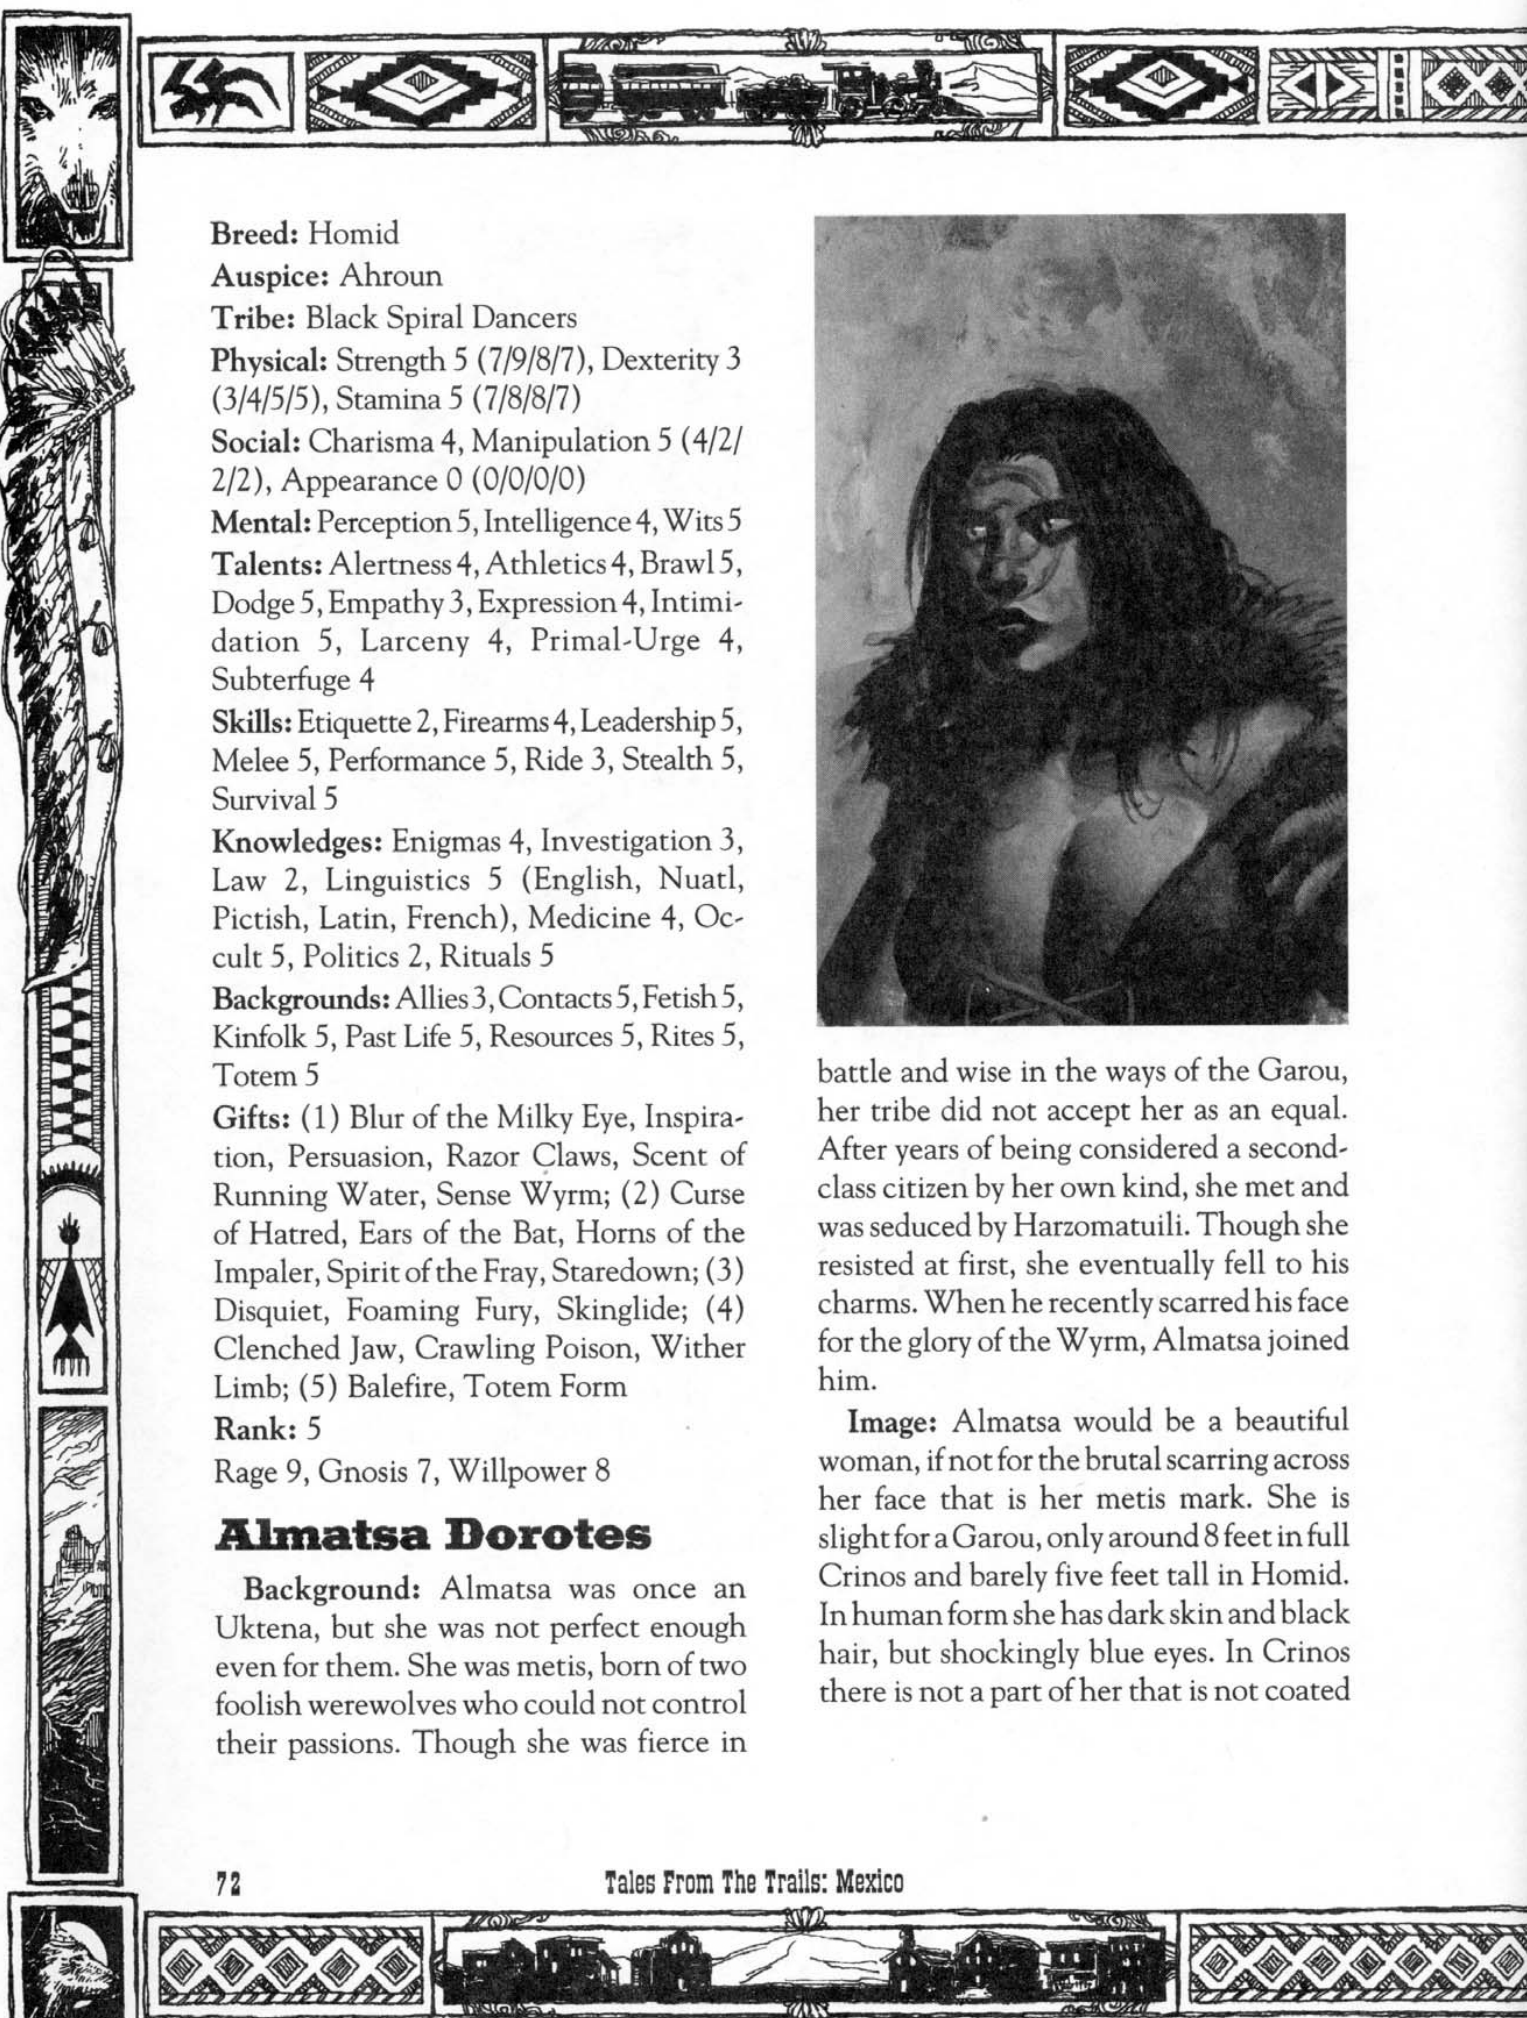 Breed: Homid
Auspice: Ahroun
Tribe: Black Spiral Dancers
Physical: Strength 5 (7/9/8/7), Dexterity 3
(3/4/5/5), Stamina 5 (7/8/8/7)
Social: Charisma 4, Manipulation 5 (4/2/
2/2), Appearance 0 (0/0/0/0)
Mental: Perception 5, Intelligence 4, Wits 5
Talents: Alertness 4, Athletics 4, Brawl 5,
Dodge 5, Empathy 3, Expression 4, Intimi-
dation 5, Larceny 4, Primal-Urge 4,
Subterfuge 4
Skills: Etiquette 2, Firearms 4, Leadership 5,
Melee 5, Performance 5, Ride 3, Stealth 5,
Survival 5
Knowledges: Enigmas 4, Investigation 3,
Law 2, Linguistics 5 (English, Nuatl,
Pictish, Latin, French), Medicine 4, Oc-
cult 5, Politics 2, Rituals 5
Backgrounds: Allies 3, Contacts 5, Fetish 5,
Kinfolk 5, Past Life 5, Resources 5, Rites 5,
Totem 5
Gifts: (1) Blur of the Milky Eye, Inspira-
tion, Persuasion, Razor Claws, Scent of
Running Water, Sense Wyrm; (2) Curse
of Hatred, Ears of the Bat, Horns of the
Impaler, Spirit of the Fray, Staredown; (3)
Disquiet, Foaming Fury, Skinglide; (4)
Clenched Jaw, Crawling Poison, Wither
Limb; (5) Balefire, Totem Form
Rank: 5
Rage 9, Gnosis 7, Willpower 8
Almatsa Dorotes
Background: Almatsa was once an
Uktena, but she was not perfect enough
even for them. She was metis, born of two
foolish werewolves who could not control
their passions. Though she was fierce in
battle and wise in the ways of the Garou,
her tribe did not accept her as an equal.
After years of being considered a second-
class citizen by her own kind, she met and
was seduced by Harzomatuili. Though she
resisted at first, she eventually fell to his
charms. When he recently scarred his face
for the glory of the Wyrm, Almatsa joined
him.
Image: Almatsa would be a beautiful
woman, if not for the brutal scarring across
her face that is her metis mark. She is
slight for a Garou, only around 8 feet in full
Crinos and barely five feet tall in Homid.
In human form she has dark skin and black
hair, but shockingly blue eyes. In Crinos
there is not a part of her that is not coated
72
Tales From The Trails: Mexico